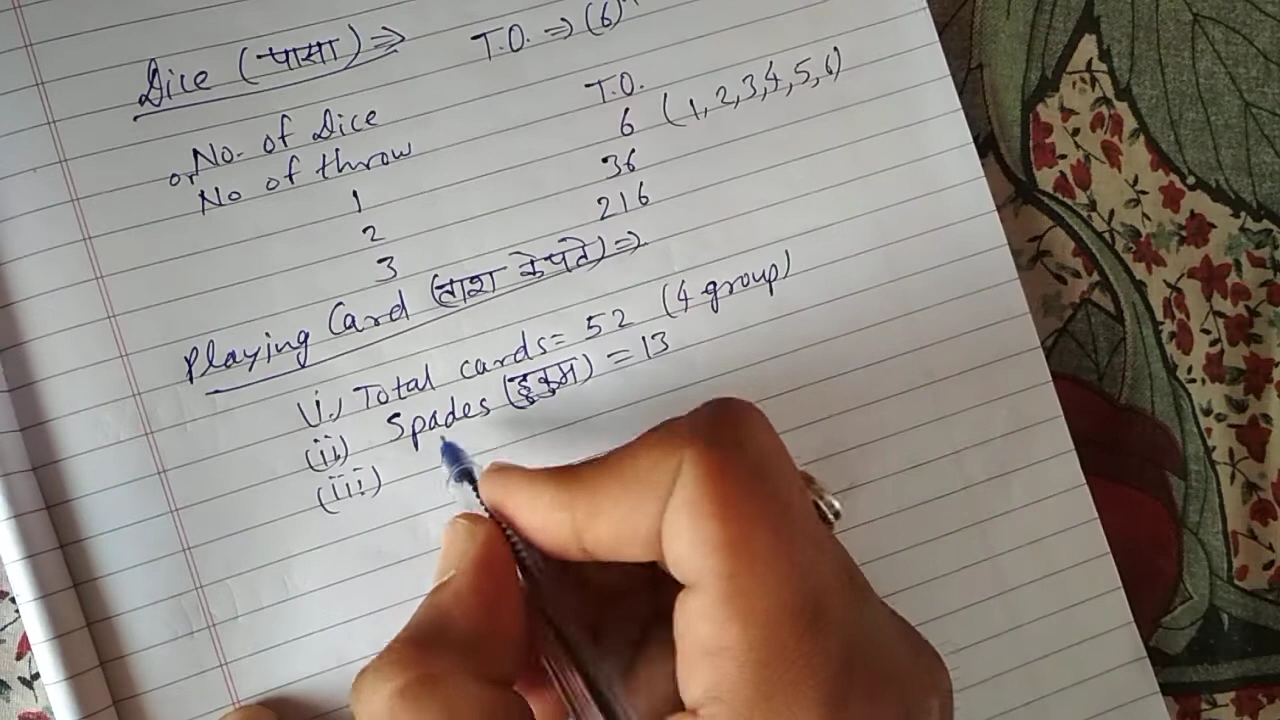 Dice (पासा) ⇒ T.O. ⇒ (6)ⁿ
or No. of Dice T.O.
No of throw 6 (1,2,3,4,5,6)
1 36
2 216
3
Playing Card (ताश के पत्ते) ⇒
(i) Total cards = 52 (4 group)
(ii) Spades (हुकुम) = 13
(iii)